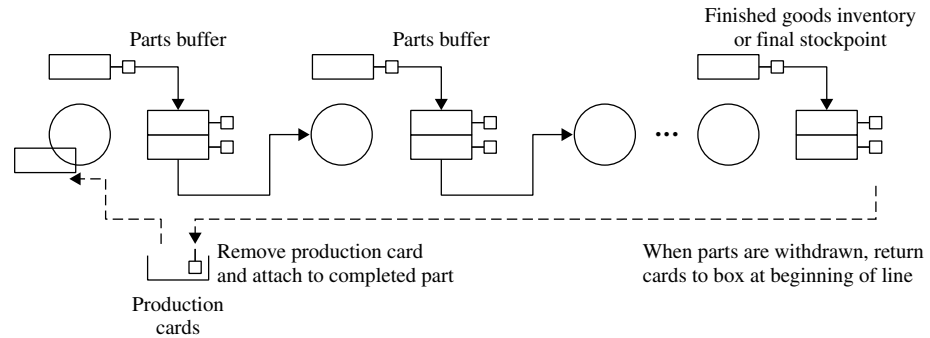 Finished goods inventory
or final stockpoint
Parts buffer
Parts buffer
...
Remove production card
and attach to completed part
When parts are withdrawn, return
cards to box at beginning of line
Production
cards